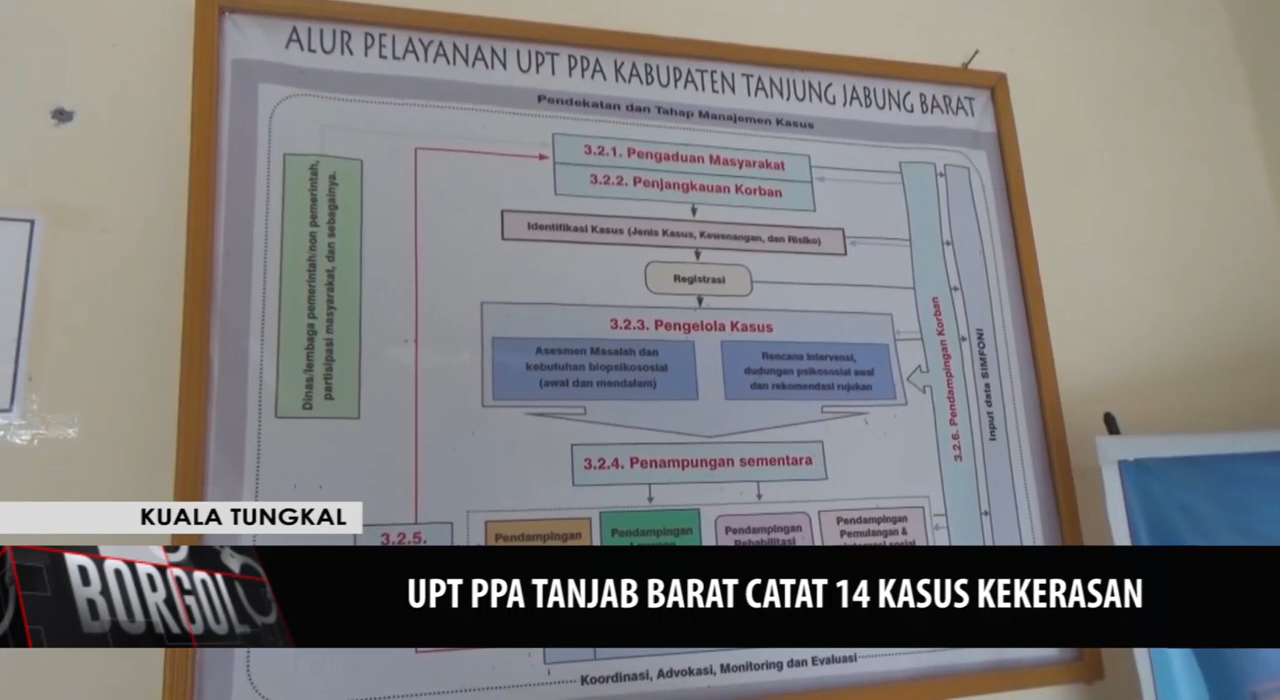 ALUR PELAYANAN UPT PPA KABUPATEN TANJUNG JABUNG BARAT
Pendekatan dan Tahap Manajemen Kasus
Dinas/lembaga pemerintah/non pemerintah,
partisipasi masyarakat, dan sebagainya.
3.2.1. Pengaduan Masyarakat
3.2.2. Penjangkauan Korban
Identifikasi Kasus (Jenis Kasus, Kewenangan, dan Risiko)
Registrasi
3.2.3. Pengelola Kasus
Asesmen Masalah dan
kebutuhan biopsikososial
(awal dan mendalam)
Rencana Intervensi,
dudungan psikososial awal
dan rekomendasi rujukan
3.2.6. Pendampingan Korban
Input data SIMFONI
3.2.4. Penampungan sementara
3.2.5.
Pendampingan
Pendampingan
Pendampingan
Rehabilitasi
Pendampingan
Pemulangan &
KUALA TUNGKAL
BORGOL
UPT PPA TANJAB BARAT CATAT 14 KASUS KEKERASAN
Koordinasi, Advokasi, Monitoring dan Evaluasi